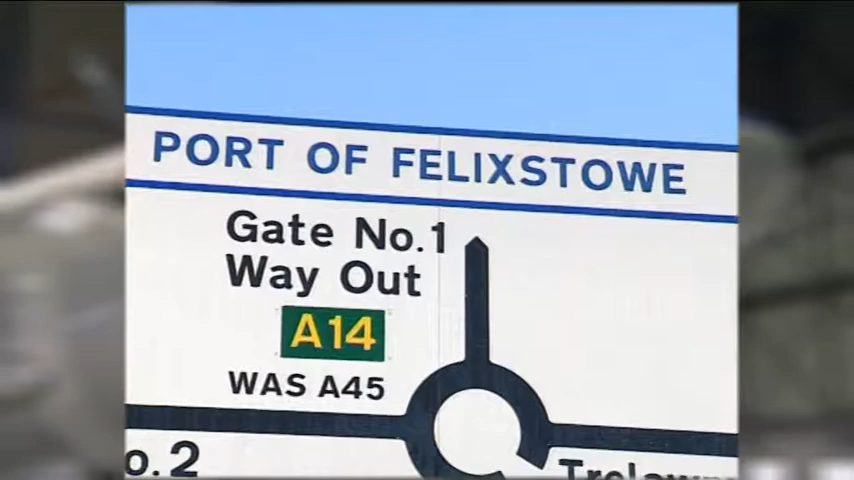 PORT OF FELIXSTOWE
Gate No.1
Way Out
A14
WAS A45
o. 2